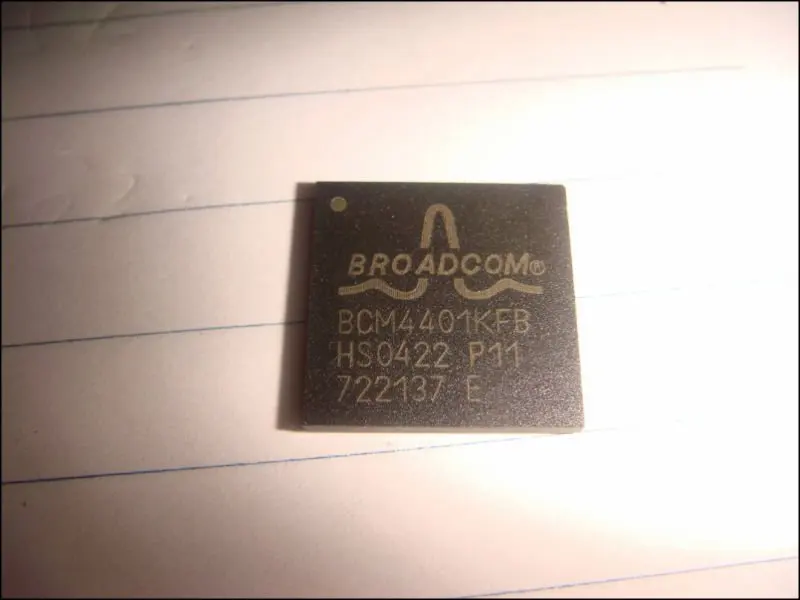 BROADCOM®
BCM4401KFB
HS0422 P11
722137 E